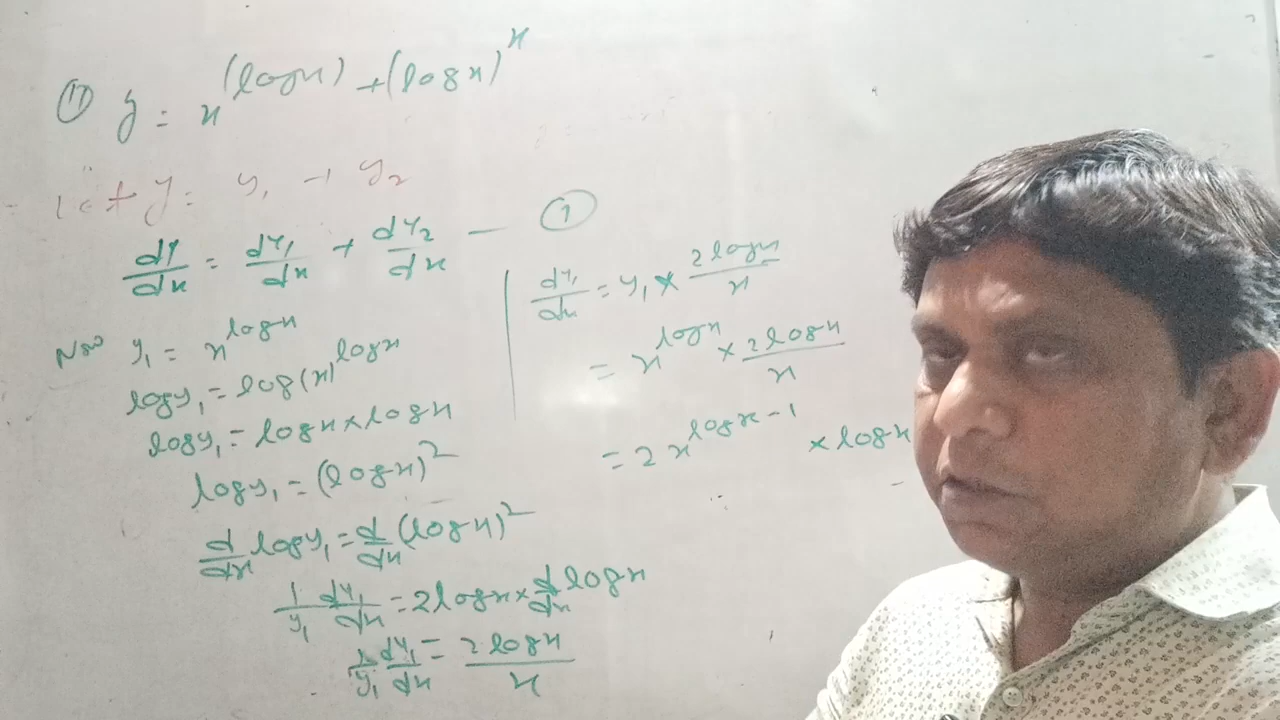 (11) y = x^(log x) + (log x)^x
let y = y₁ + y₂
dy/dx = dy₁/dx + dy₂/dx — (1)
Now y₁ = x^log x
log y₁ = log(x)^log x
log y₁ = log x × log x
log y₁ = (log x)²
d/dx log y₁ = d/dx (log x)²
1/y₁ dy₁/dx = 2 log x × d/dx log x
1/y₁ dy₁/dx = 2 log x/x
dy₁/dx = y₁ × 2 log x/x
= x^log x × 2 log x/x
= 2 x^log x - 1 × log x